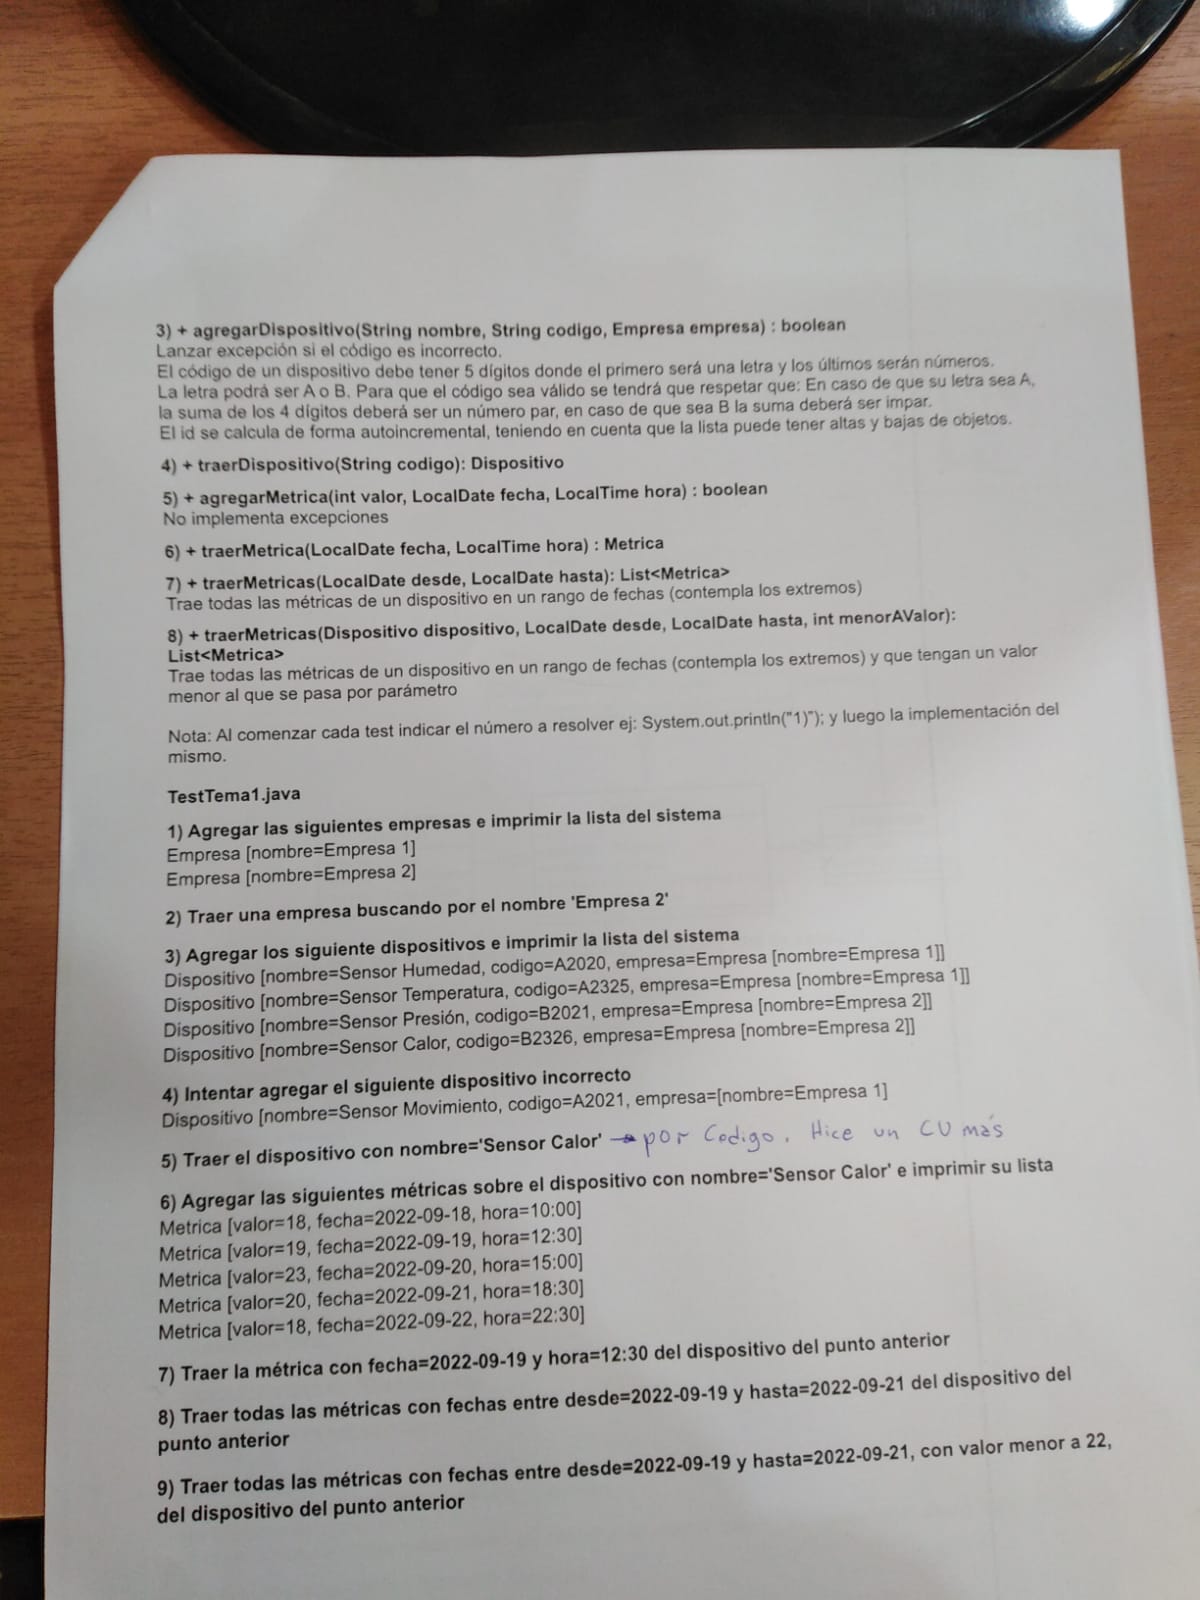 3) + agregarDispositivo(String nombre, String codigo, Empresa empresa) : boolean
Lanzar excepción si el código es incorrecto.
El código de un dispositivo debe tener 5 dígitos donde el primero será una letra y los últimos serán números.
La letra podrá ser A o B. Para que el código sea válido se tendrá que respetar que: En caso de que su letra sea A,
la suma de los 4 dígitos deberá ser un número par, en caso de que sea B la suma deberá ser impar.
El id se calcula de forma autoincremental, teniendo en cuenta que la lista puede tener altas y bajas de objetos.
4) + traerDispositivo(String codigo): Dispositivo
5) + agregarMetrica(int valor, LocalDate fecha, LocalTime hora) : boolean
No implementa excepciones
6) + traerMetrica(LocalDate fecha, LocalTime hora) : Metrica
7) + traerMetricas(LocalDate desde, LocalDate hasta): List<Metrica>
Trae todas las métricas de un dispositivo en un rango de fechas (contempla los extremos)
8) + traerMetricas(Dispositivo dispositivo, LocalDate desde, LocalDate hasta, int menorAValor):
List<Metrica>
Trae todas las métricas de un dispositivo en un rango de fechas (contempla los extremos) y que tengan un valor
menor al que se pasa por parámetro
Nota: Al comenzar cada test indicar el número a resolver ej: System.out.println("1)"); y luego la implementación del
mismo.
TestTema1.java
1) Agregar las siguientes empresas e imprimir la lista del sistema
Empresa [nombre=Empresa 1]
Empresa [nombre=Empresa 2]
2) Traer una empresa buscando por el nombre 'Empresa 2'
3) Agregar los siguiente dispositivos e imprimir la lista del sistema
Dispositivo [nombre=Sensor Humedad, codigo=A2020, empresa=Empresa [nombre=Empresa 1]]
Dispositivo [nombre=Sensor Temperatura, codigo=A2325, empresa=Empresa [nombre=Empresa 1]]
Dispositivo [nombre=Sensor Presión, codigo=B2021, empresa=Empresa [nombre=Empresa 2]]
Dispositivo [nombre=Sensor Calor, codigo=B2326, empresa=Empresa [nombre=Empresa 2]]
4) Intentar agregar el siguiente dispositivo incorrecto
Dispositivo [nombre=Sensor Movimiento, codigo=A2021, empresa=[nombre=Empresa 1]
5) Traer el dispositivo con nombre='Sensor Calor' → por Codigo. Hice un CU más
6) Agregar las siguientes métricas sobre el dispositivo con nombre='Sensor Calor' e imprimir su lista
Metrica [valor=18, fecha=2022-09-18, hora=10:00]
Metrica [valor=19, fecha=2022-09-19, hora=12:30]
Metrica [valor=23, fecha=2022-09-20, hora=15:00]
Metrica [valor=20, fecha=2022-09-21, hora=18:30]
Metrica [valor=18, fecha=2022-09-22, hora=22:30]
7) Traer la métrica con fecha=2022-09-19 y hora=12:30 del dispositivo del punto anterior
8) Traer todas las métricas con fechas entre desde=2022-09-19 y hasta=2022-09-21 del dispositivo del
punto anterior
9) Traer todas las métricas con fechas entre desde=2022-09-19 y hasta=2022-09-21, con valor menor a 22,
del dispositivo del punto anterior